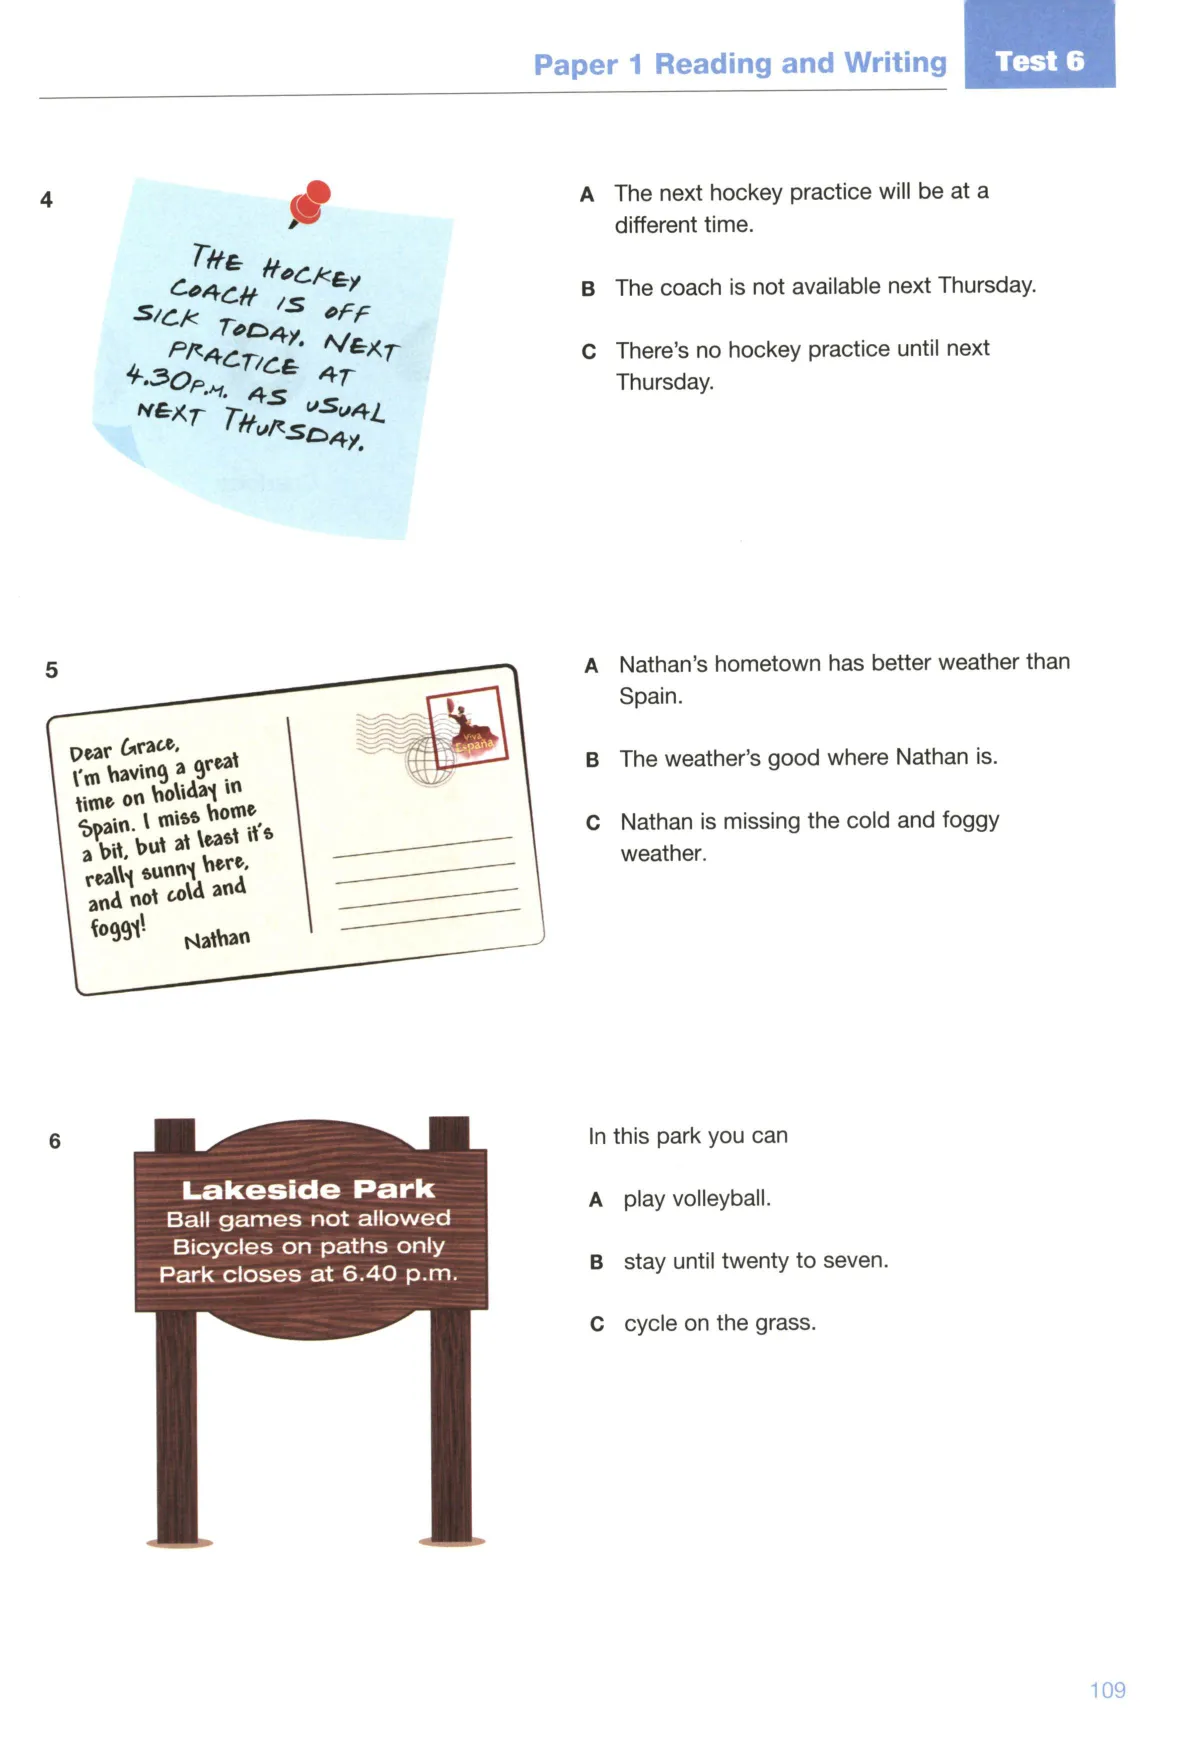 Paper 1 Reading and Writing
Test 6
4
THE HOCKEY
COACH IS OFF
SICK TODAY. NEXT
PRACTICE AT
4.30P.M. AS USUAL
NEXT THURSDAY.
A The next hockey practice will be at a
different time.
B The coach is not available next Thursday.
C There's no hockey practice until next
Thursday.
5
Dear Grace,
I'm having a great
time on holiday in
Spain. I miss home
a bit, but at least it's
really sunny here,
and not cold and
foggy!
Nathan
Viva
España
A Nathan's hometown has better weather than
Spain.
B The weather's good where Nathan is.
C Nathan is missing the cold and foggy
weather.
6
Lakeside Park
Ball games not allowed
Bicycles on paths only
Park closes at 6.40 p.m.
In this park you can
A play volleyball.
B stay until twenty to seven.
C cycle on the grass.
109